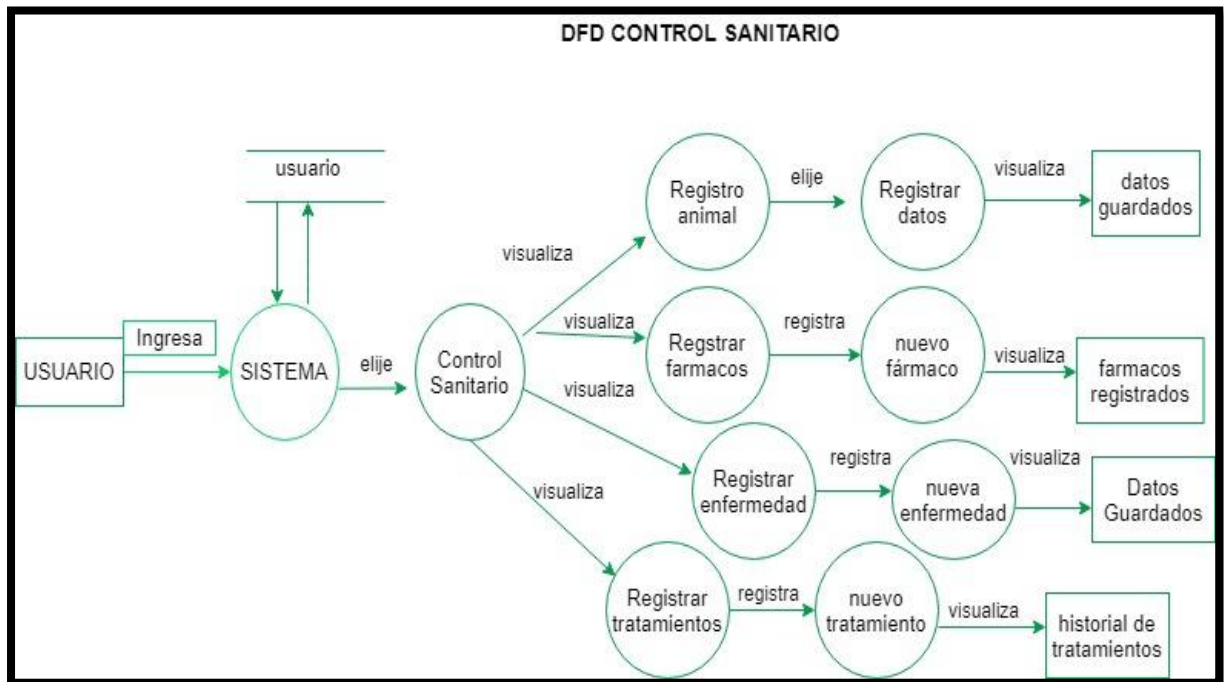 DFD CONTROL SANITARIO
usuario
USUARIO
Ingresa
SISTEMA
elije
Control
Sanitario
visualiza
Registro
animal
elije
Registrar
datos
visualiza
datos
guardados
visualiza
Regstrar
farmacos
registra
nuevo
fármaco
visualiza
farmacos
registrados
visualiza
Registrar
enfermedad
registra
nueva
enfermedad
visualiza
Datos
Guardados
visualiza
Registrar
tratamientos
registra
nuevo
tratamiento
visualiza
historial de
tratamientos